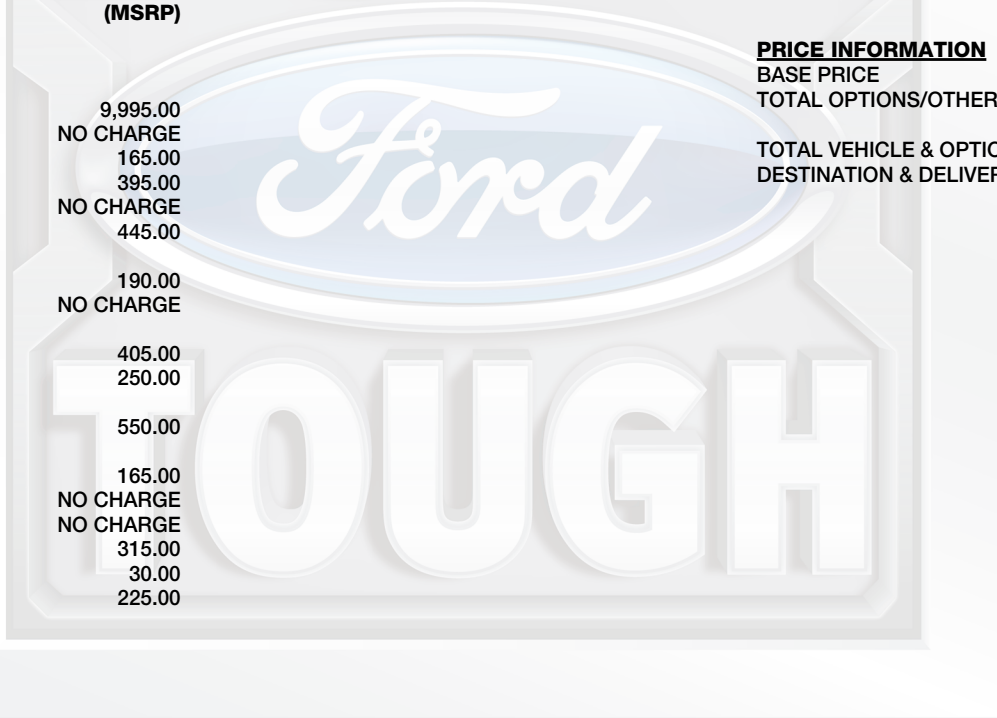 (MSRP)
9,995.00
NO CHARGE
165.00
395.00
NO CHARGE
445.00
190.00
NO CHARGE
405.00
250.00
550.00
165.00
NO CHARGE
NO CHARGE
315.00
30.00
225.00
PRICE INFORMATION
BASE PRICE
TOTAL OPTIONS/OTHER
TOTAL VEHICLE & OPTIO
DESTINATION & DELIVER
Ford
TOUGH